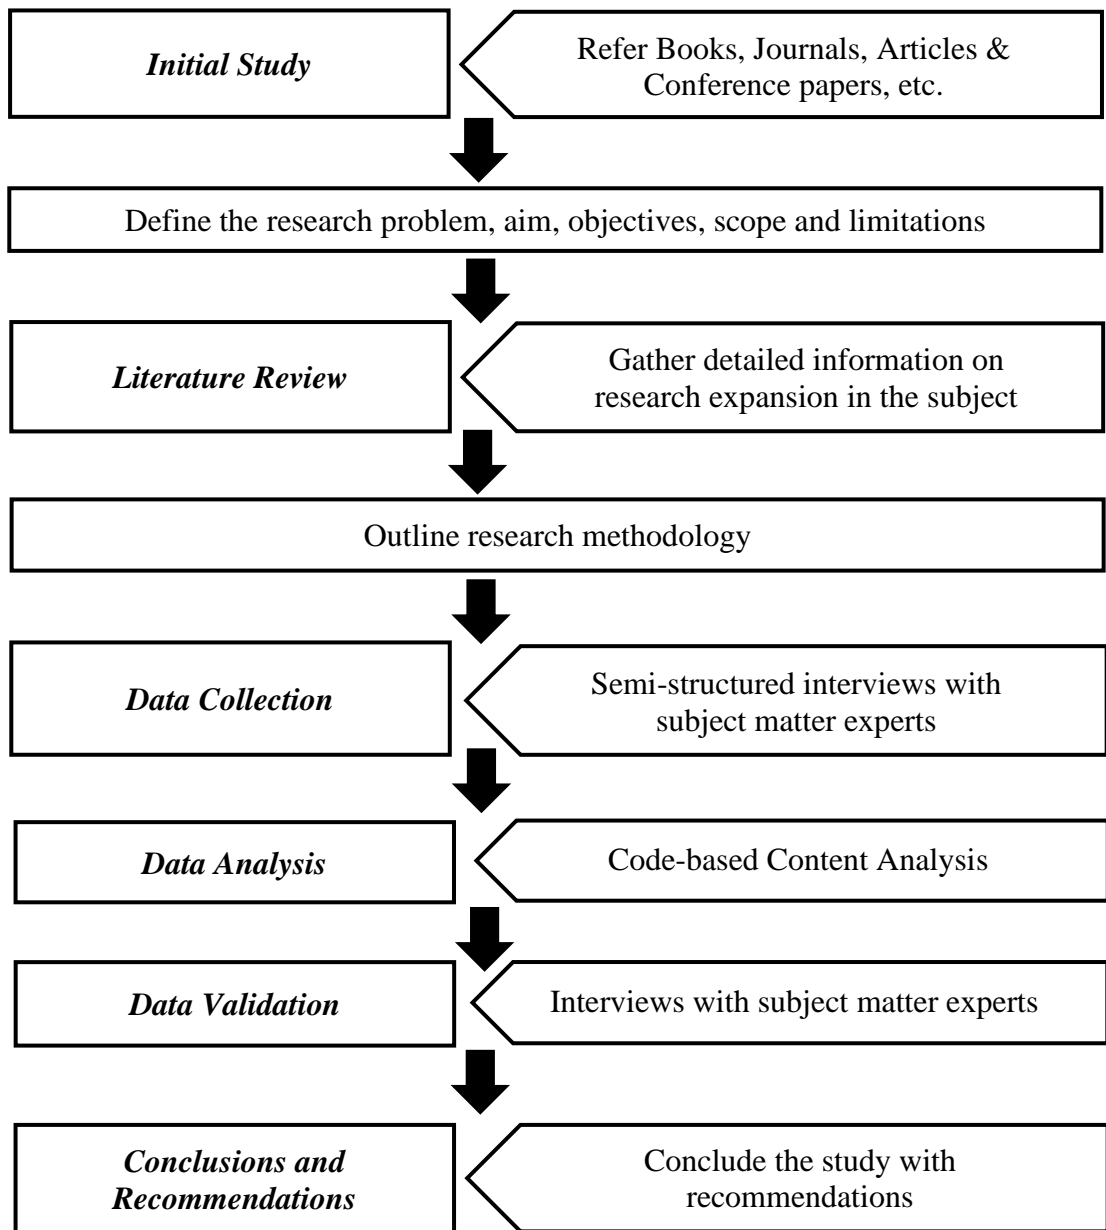 Initial Study
Refer Books, Journals, Articles &
Conference papers, etc.
Define the research problem, aim, objectives, scope and limitations
Literature Review
Gather detailed information on
research expansion in the subject
Outline research methodology
Data Collection
Semi-structured interviews with
subject matter experts
Data Analysis
Code-based Content Analysis
Data Validation
Interviews with subject matter experts
Conclusions and
Recommendations
Conclude the study with
recommendations